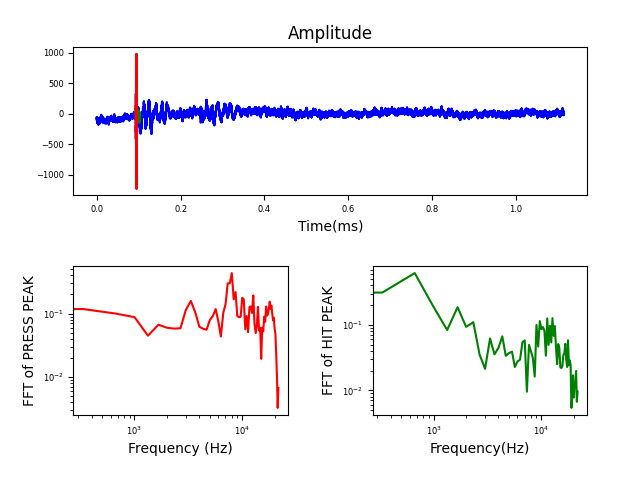 Amplitude
1000
500
0
−500
−1000
0.0 0.2 0.4 0.6 0.8 1.0
Time(ms)
FFT of PRESS PEAK
10⁻¹
10⁻²
10³ 10⁴
Frequency (Hz)
FFT of HIT PEAK
10⁻¹
10⁻²
10³ 10⁴
Frequency(Hz)